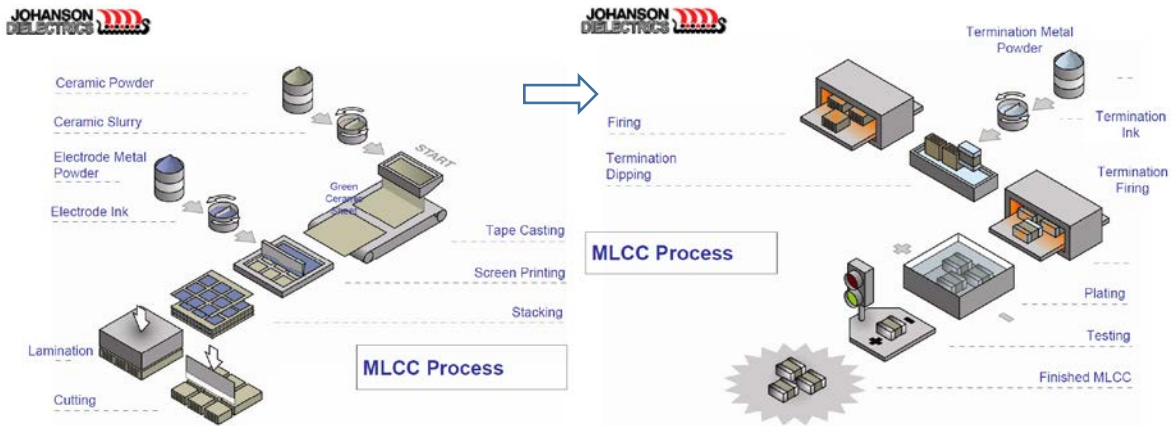 JOHANSON
DIELECTRICS
Ceramic Powder
Ceramic Slurry
Electrode Metal
Powder
Electrode Ink
START
Green
Ceramic
Sheet
Tape Casting
Screen Printing
Stacking
Lamination
MLCC Process
Cutting
JOHANSON
DIELECTRICS
Termination Metal
Powder
Firing
Termination
Ink
Termination
Dipping
Termination
Firing
MLCC Process
Plating
Testing
Finished MLCC